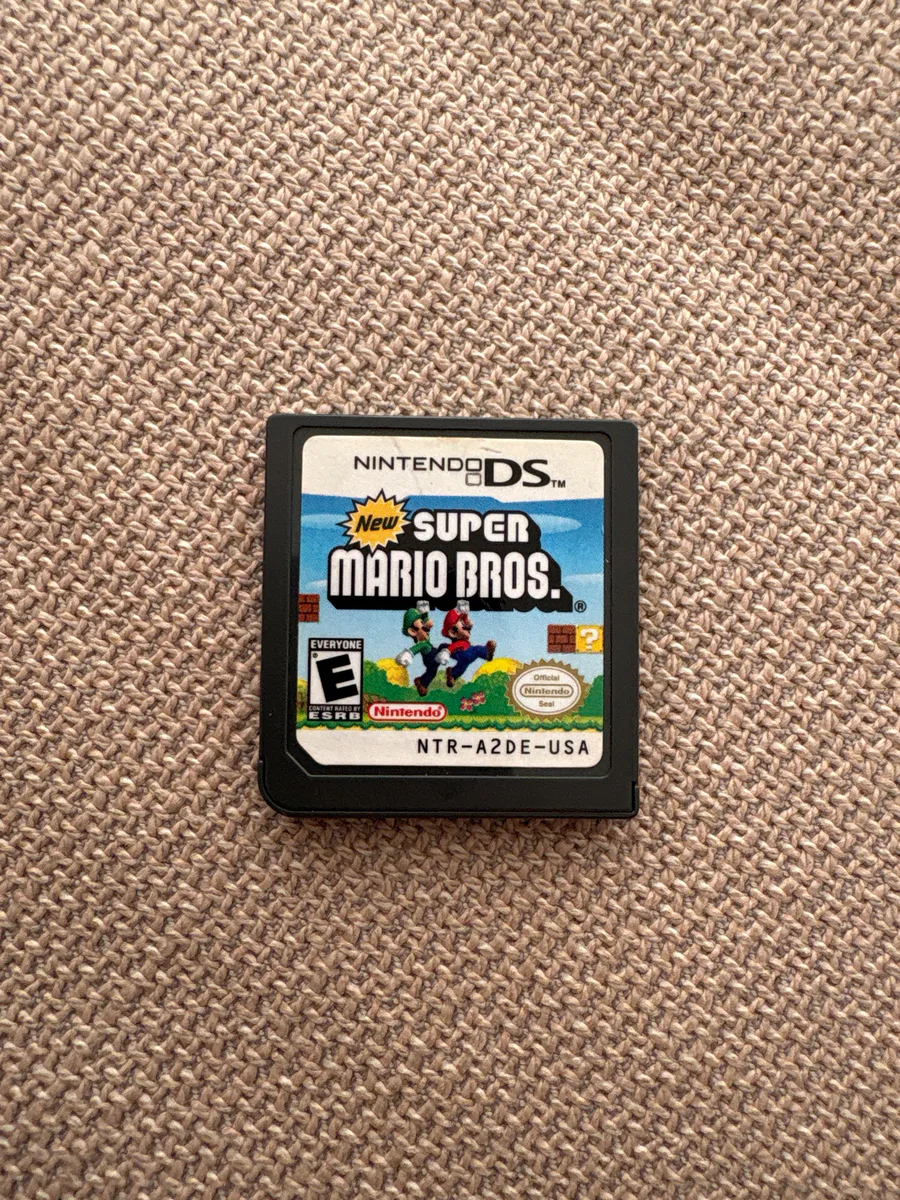 NINTENDO DS™
New SUPER
MARIO BROS.®
?
EVERYONE
E
CONTENT RATED BY
ESRB
Nintendo®
Official
Nintendo
Seal
NTR-A2DE-USA